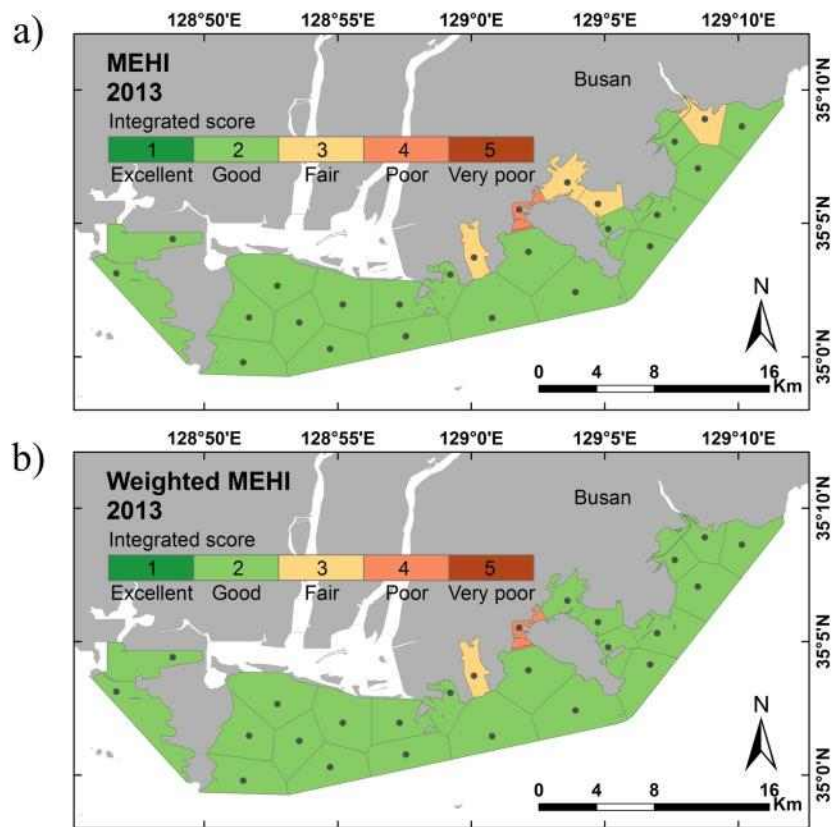 a)
128°50'E 128°55'E 129°0'E 129°5'E 129°10'E
MEHI
2013
Busan
Integrated score
1 2 3 4 5
Excellent Good Fair Poor Very poor
35°10'N
35°5'N
35°0'N
N
0 4 8 16
Km
128°50'E 128°55'E 129°0'E 129°5'E 129°10'E
b)
Weighted MEHI
2013
Busan
Integrated score
1 2 3 4 5
Excellent Good Fair Poor Very poor
35°10'N
35°5'N
35°0'N
N
0 4 8 16
Km